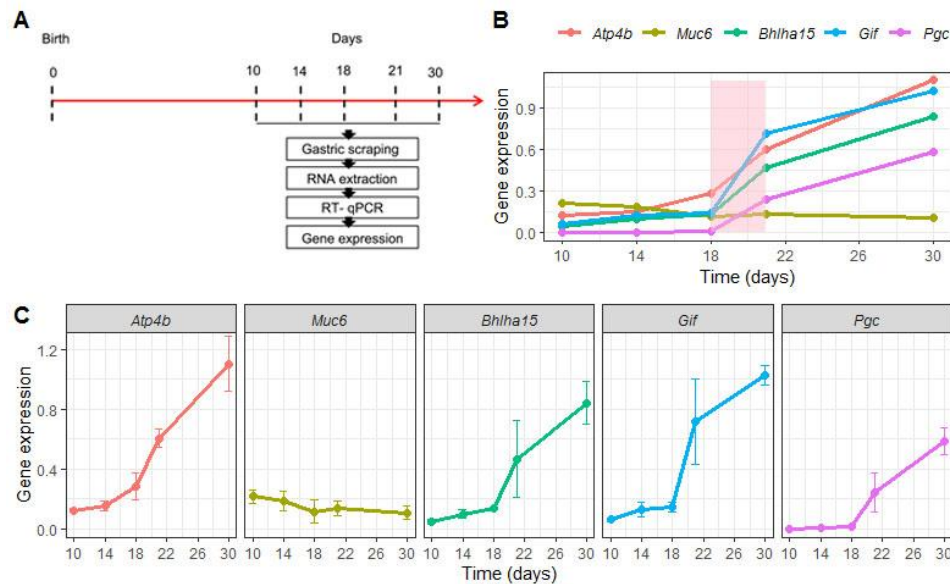 A
Birth
Days
0
10 14 18 21 30
Gastric scraping
RNA extraction
RT- qPCR
Gene expression
B
Atp4b Muc6 Bhlha15 Gif Pgc
Gene expression
0.9
0.6
0.3
0.0
10 14 18 22 26 30
Time (days)
C
Atp4b Muc6 Bhlha15 Gif Pgc
Gene expression
1.2
0.8
0.4
0.0
10 14 18 22 26 30 10 14 18 22 26 30 10 14 18 22 26 30 10 14 18 22 26 30 10 14 18 22 26 30
Time (days)